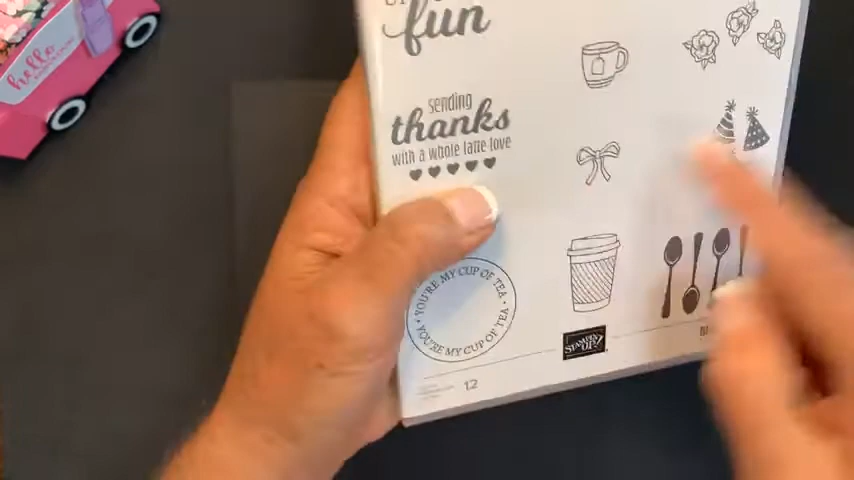 hello
fun
sending
thanks
with a whole latte love
YOU'RE MY CUP OF TEA
YOU'RE MY CUP OF TEA
STAMPIN' UP!
12